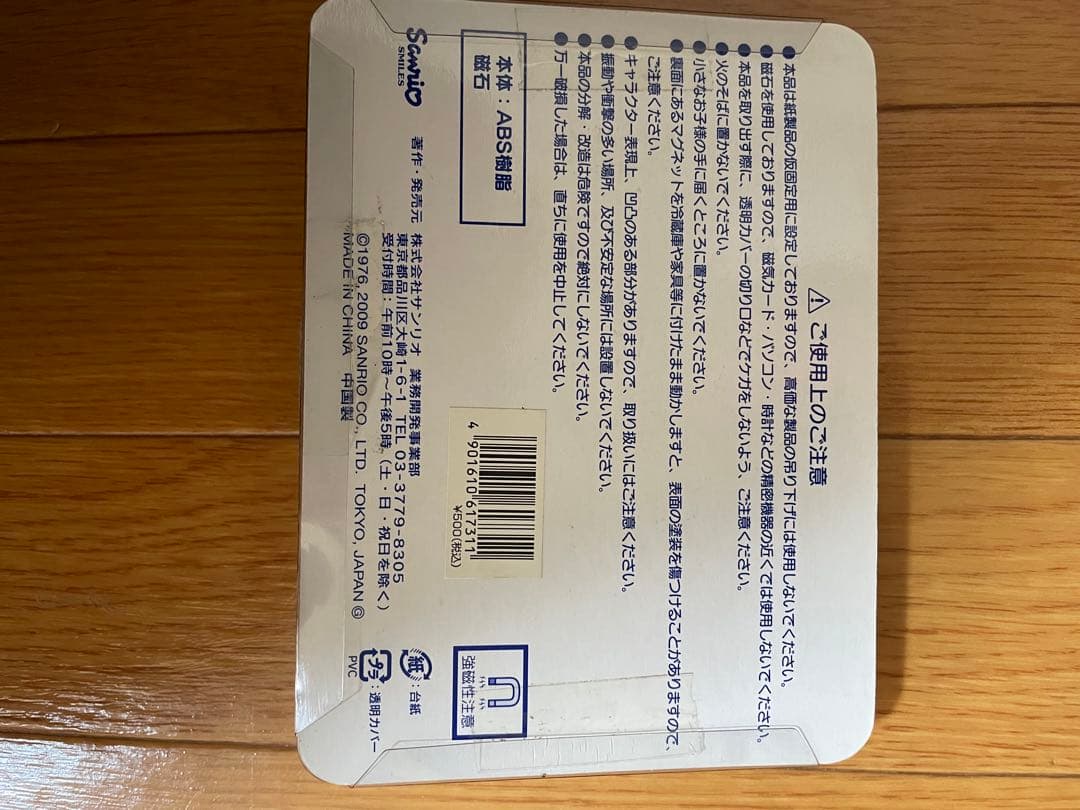 ⚠ご使用上のご注意
●本品は紙製品の仮固定用に設定しておりますので、高価な製品の吊り下げには使用しないでください。
●磁石を使用しておりますので、磁気カード・パソコン・時計などの精密機器の近くでは使用しないでください。
●本品を取り出す際に、透明カバーの切り口などでケガをしないよう、ご注意ください。
●火のそばに置かないでください。
●小さなお子様の手に届くところに置かないでください。
●裏面にあるマグネットを冷蔵庫や家具等に付けたまま動かしますと、表面の塗装を傷つけることがありますので、
ご注意ください。
●キャラクター表現上、凹凸のある部分がありますので、取り扱いにはご注意ください。
●振動や衝撃の多い場所、及び不安定な場所には設置しないでください。
●本品の分解・改造は危険ですので絶対にしないでください。
●万一破損した場合は、直ちに使用を中止してください。
本体：ABS樹脂
磁石
4 901610 617311
¥500(税込)
強磁性注意
Sanrio
SMILES
著作・発売元 株式会社サンリオ 業務開発事業部
東京都品川区大崎1-6-1 TEL 03-3779-8305
受付時間：午前10時〜午後5時（土・日・祝日を除く）
©1976, 2009 SANRIO CO., LTD. TOKYO, JAPAN Ⓖ
MADE IN CHINA 中国製
紙：台紙
プラ：透明カバー
PVC